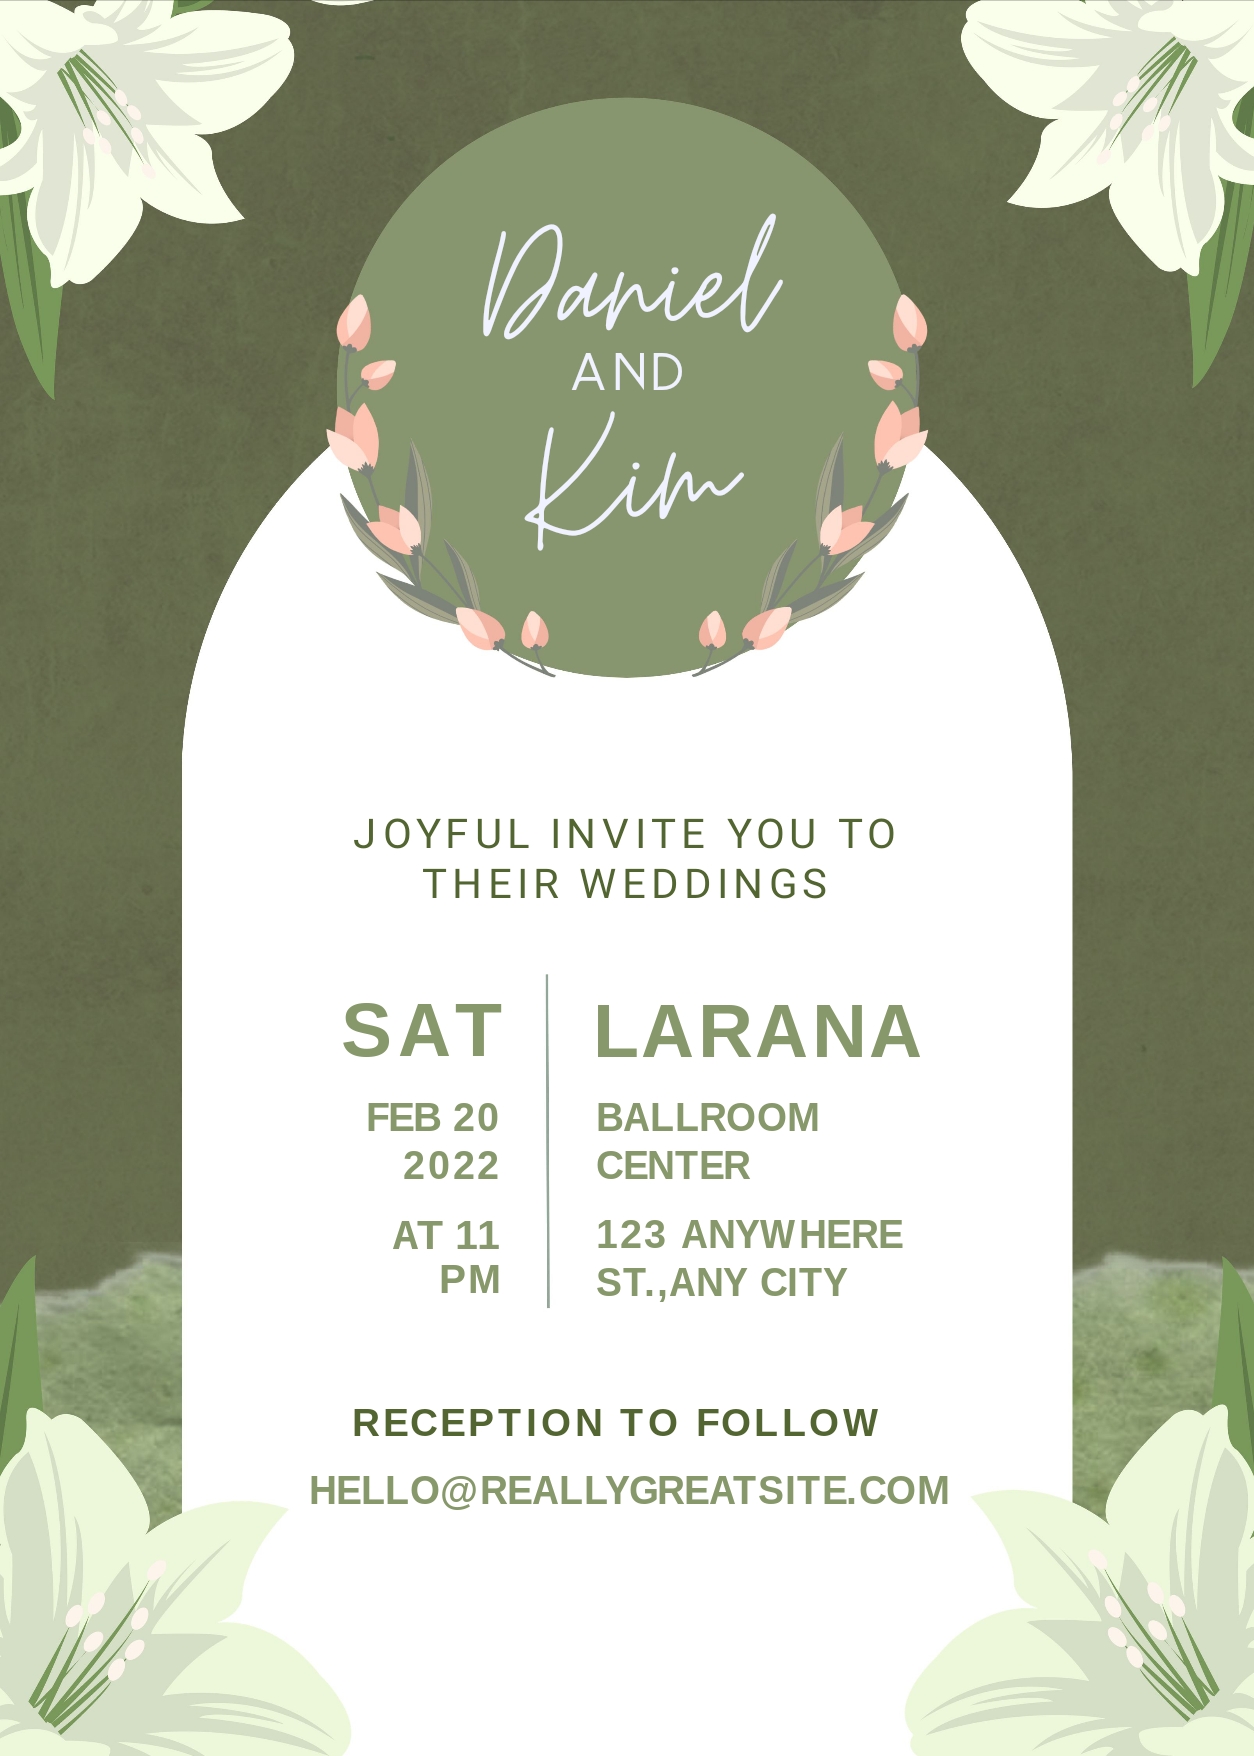 Daniel
AND
Kim
JOYFUL INVITE YOU TO
THEIR WEDDINGS
SAT
FEB 20
2022
AT 11
PM
LARANA
BALLROOM
CENTER
123 ANYWHERE
ST.,ANY CITY
RECEPTION TO FOLLOW
HELLO@REALLYGREATSITE.COM